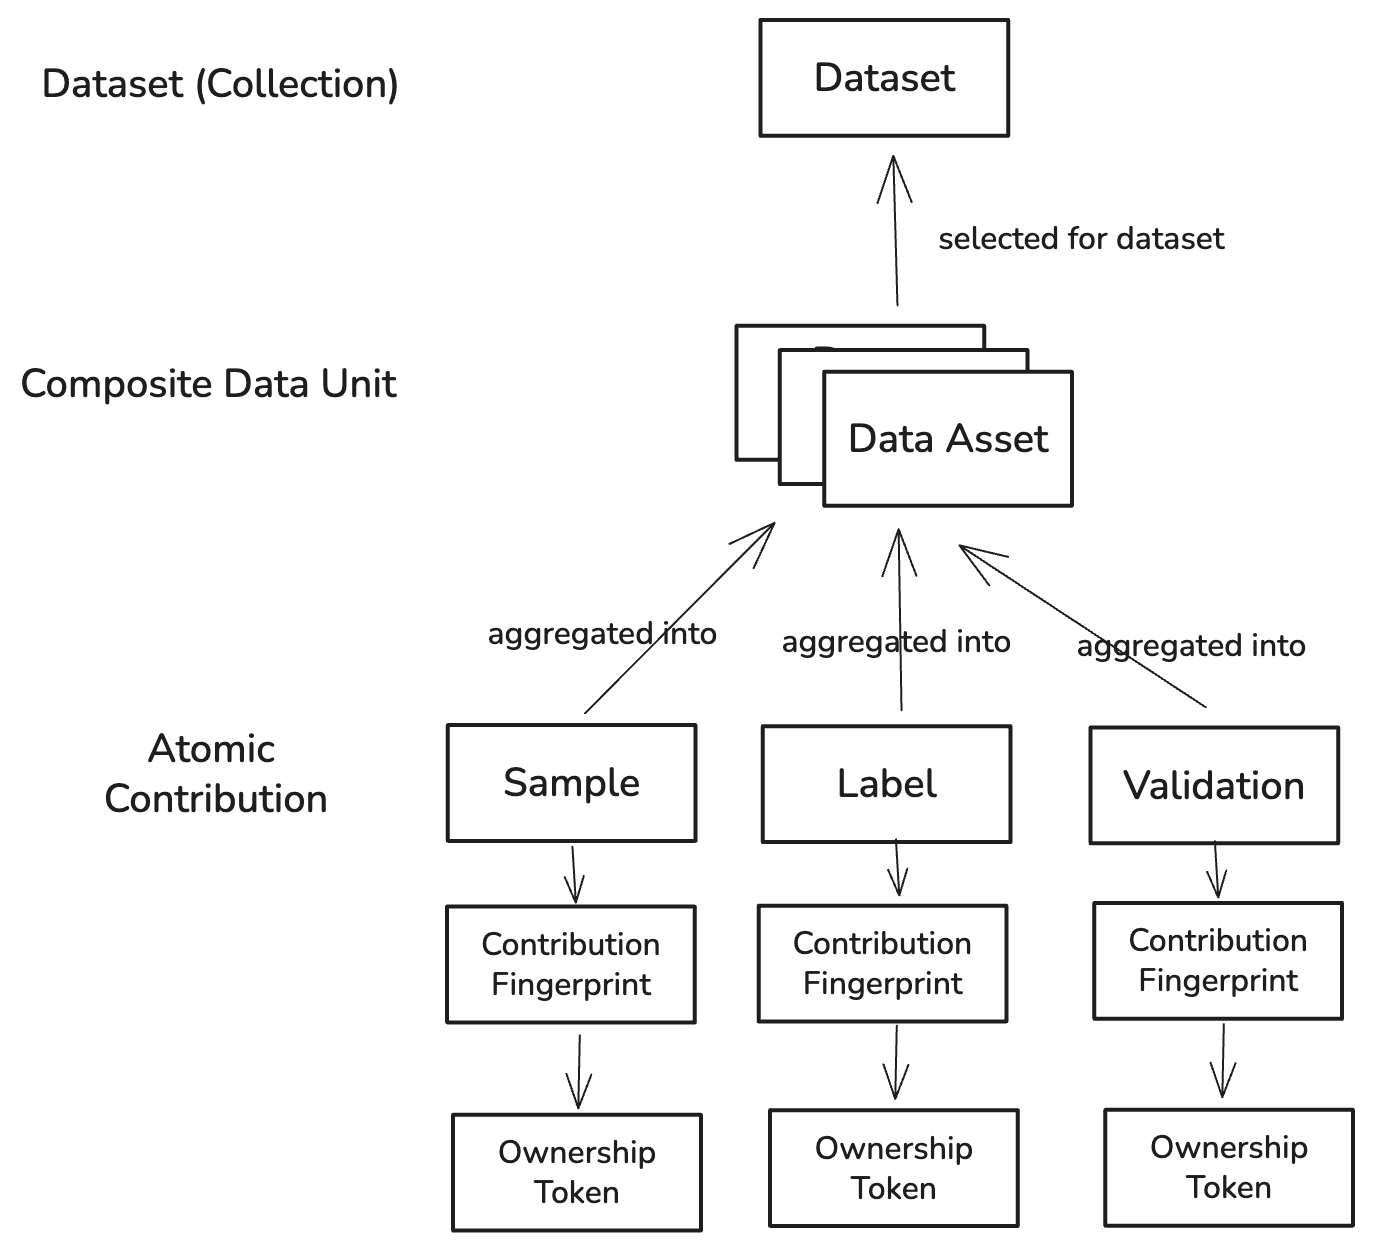 Dataset (Collection)
Dataset
selected for dataset
Composite Data Unit
Data Asset
aggregated into
aggregated into
aggregated into
Atomic
Contribution
Sample
Label
Validation
Contribution
Fingerprint
Contribution
Fingerprint
Contribution
Fingerprint
Ownership
Token
Ownership
Token
Ownership
Token